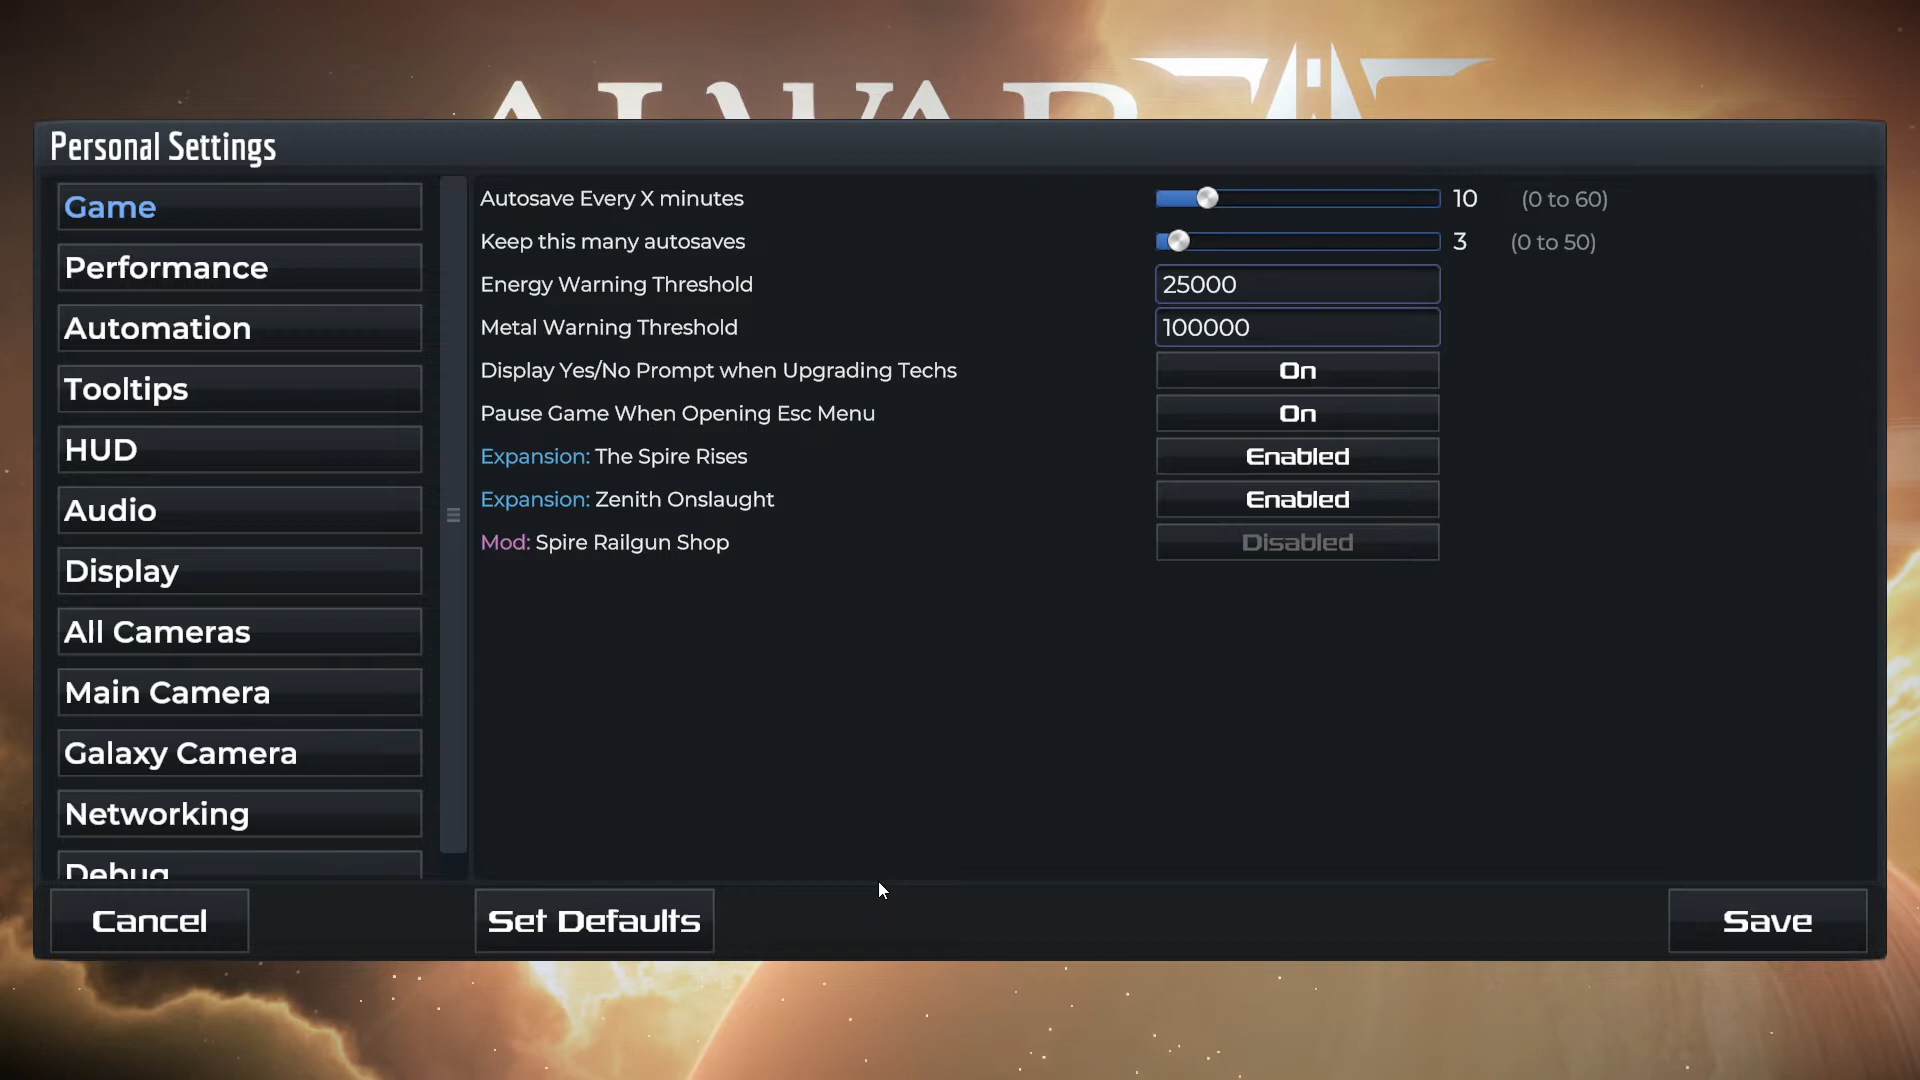 Personal Settings
Game
Performance
Automation
Tooltips
HUD
Audio
Display
All Cameras
Main Camera
Galaxy Camera
Networking
Debug
Autosave Every X minutes 10 (0 to 60)
Keep this many autosaves 3 (0 to 50)
Energy Warning Threshold 25000
Metal Warning Threshold 100000
Display Yes/No Prompt when Upgrading Techs On
Pause Game When Opening Esc Menu On
Expansion: The Spire Rises Enabled
Expansion: Zenith Onslaught Enabled
Mod: Spire Railgun Shop Disabled
Cancel Set Defaults Save